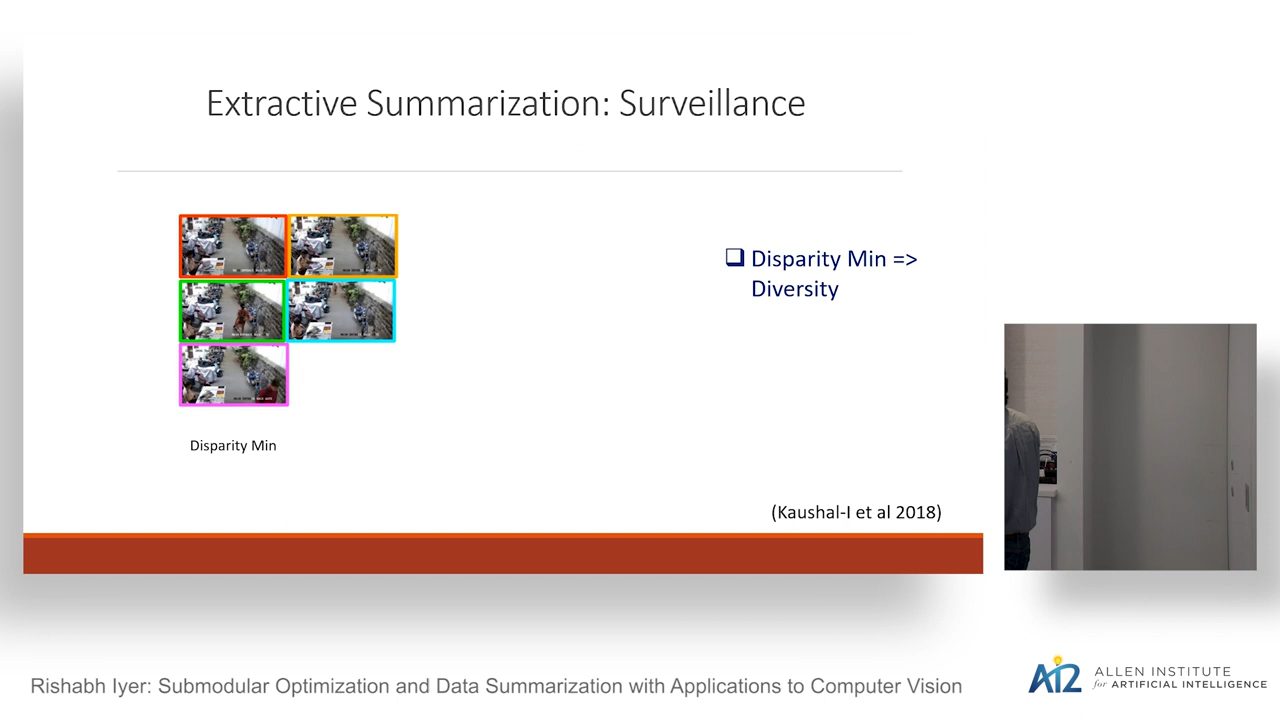 Extractive Summarization: Surveillance
❑ Disparity Min =>
Diversity
Disparity Min
(Kaushal-I et al 2018)
Rishabh Iyer: Submodular Optimization and Data Summarization with Applications to Computer Vision
AI2
ALLEN INSTITUTE
for ARTIFICIAL INTELLIGENCE